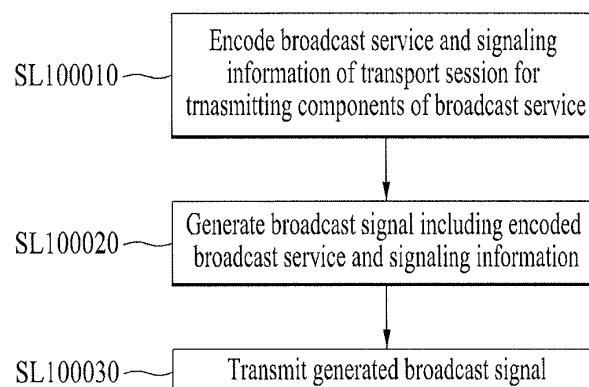 Encode broadcast service and signaling
SL100010 information of transport session for
trnasmitting components of broadcast service
SL100020 Generate broadcast signal including encoded
broadcast service and signaling information
SL100030 Transmit generated broadcast signal